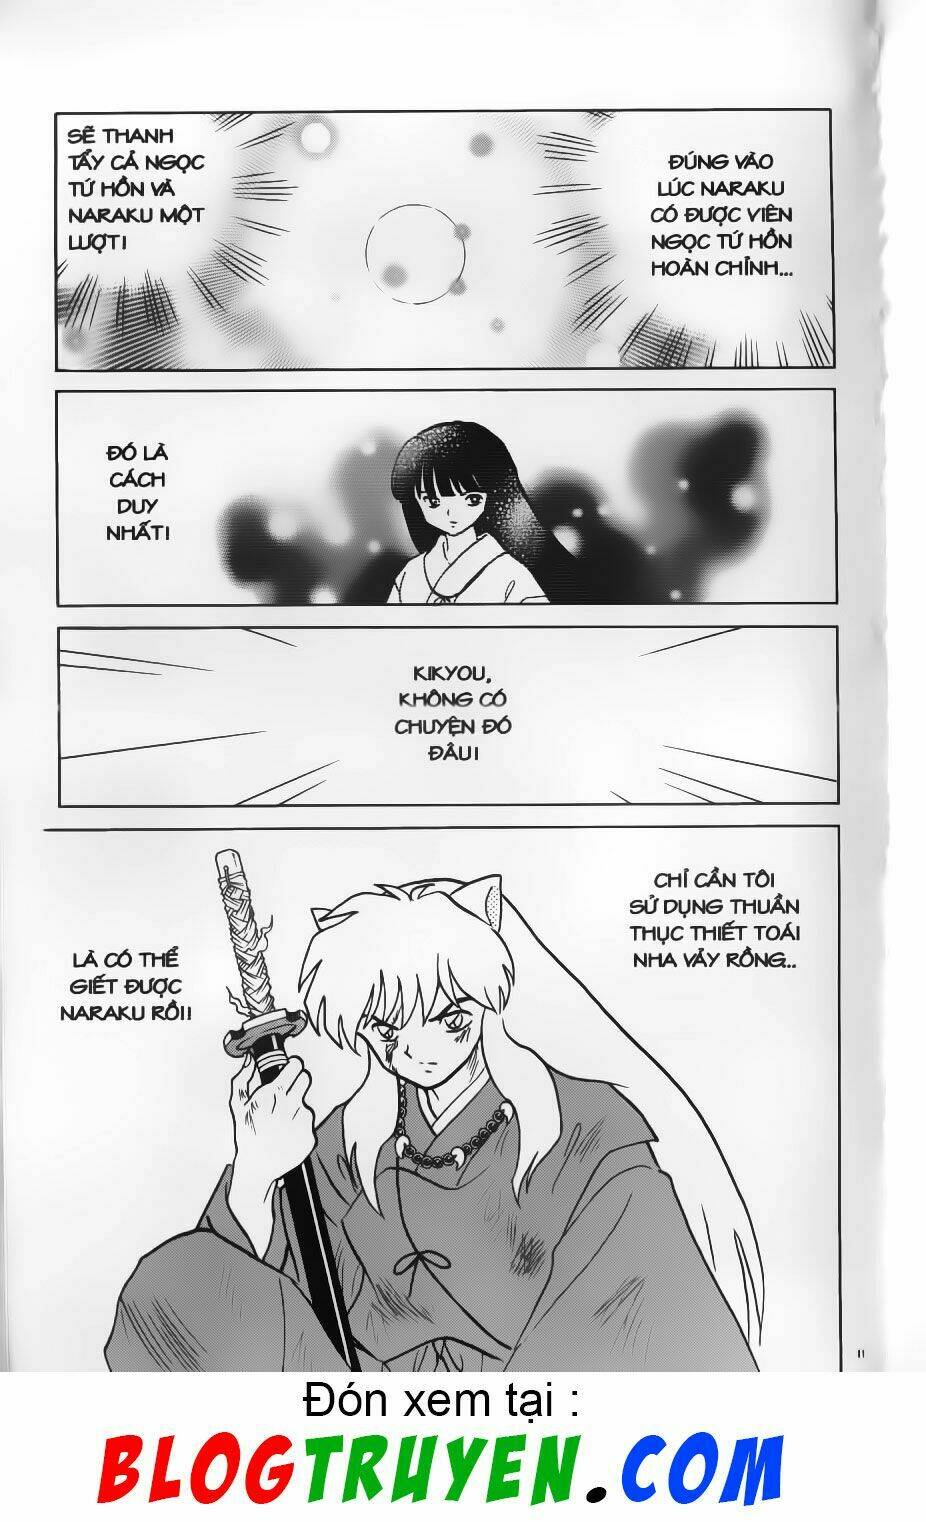 ĐÚNG VÀO
LÚC NARAKU
CÓ ĐƯỢC VIÊN
NGỌC TỨ HỒN
HOÀN CHỈNH...
SẼ THANH
TẨY CẢ NGỌC
TỨ HỒN VÀ
NARAKU MỘT
LƯỢT!
ĐÓ LÀ
CÁCH
DUY
NHẤT!
KIKYOU,
KHÔNG CÓ
CHUYỆN ĐÓ
ĐÂU!
CHỈ CẦN TÔI
SỬ DỤNG THUẦN
THỤC THIẾT TOÁI
NHA VẢY RỒNG..
LÀ CÓ THỂ
GIẾT ĐƯỢC
NARAKU RỒI!
11
Đón xem tại :
BLOGTRUYEN.COM